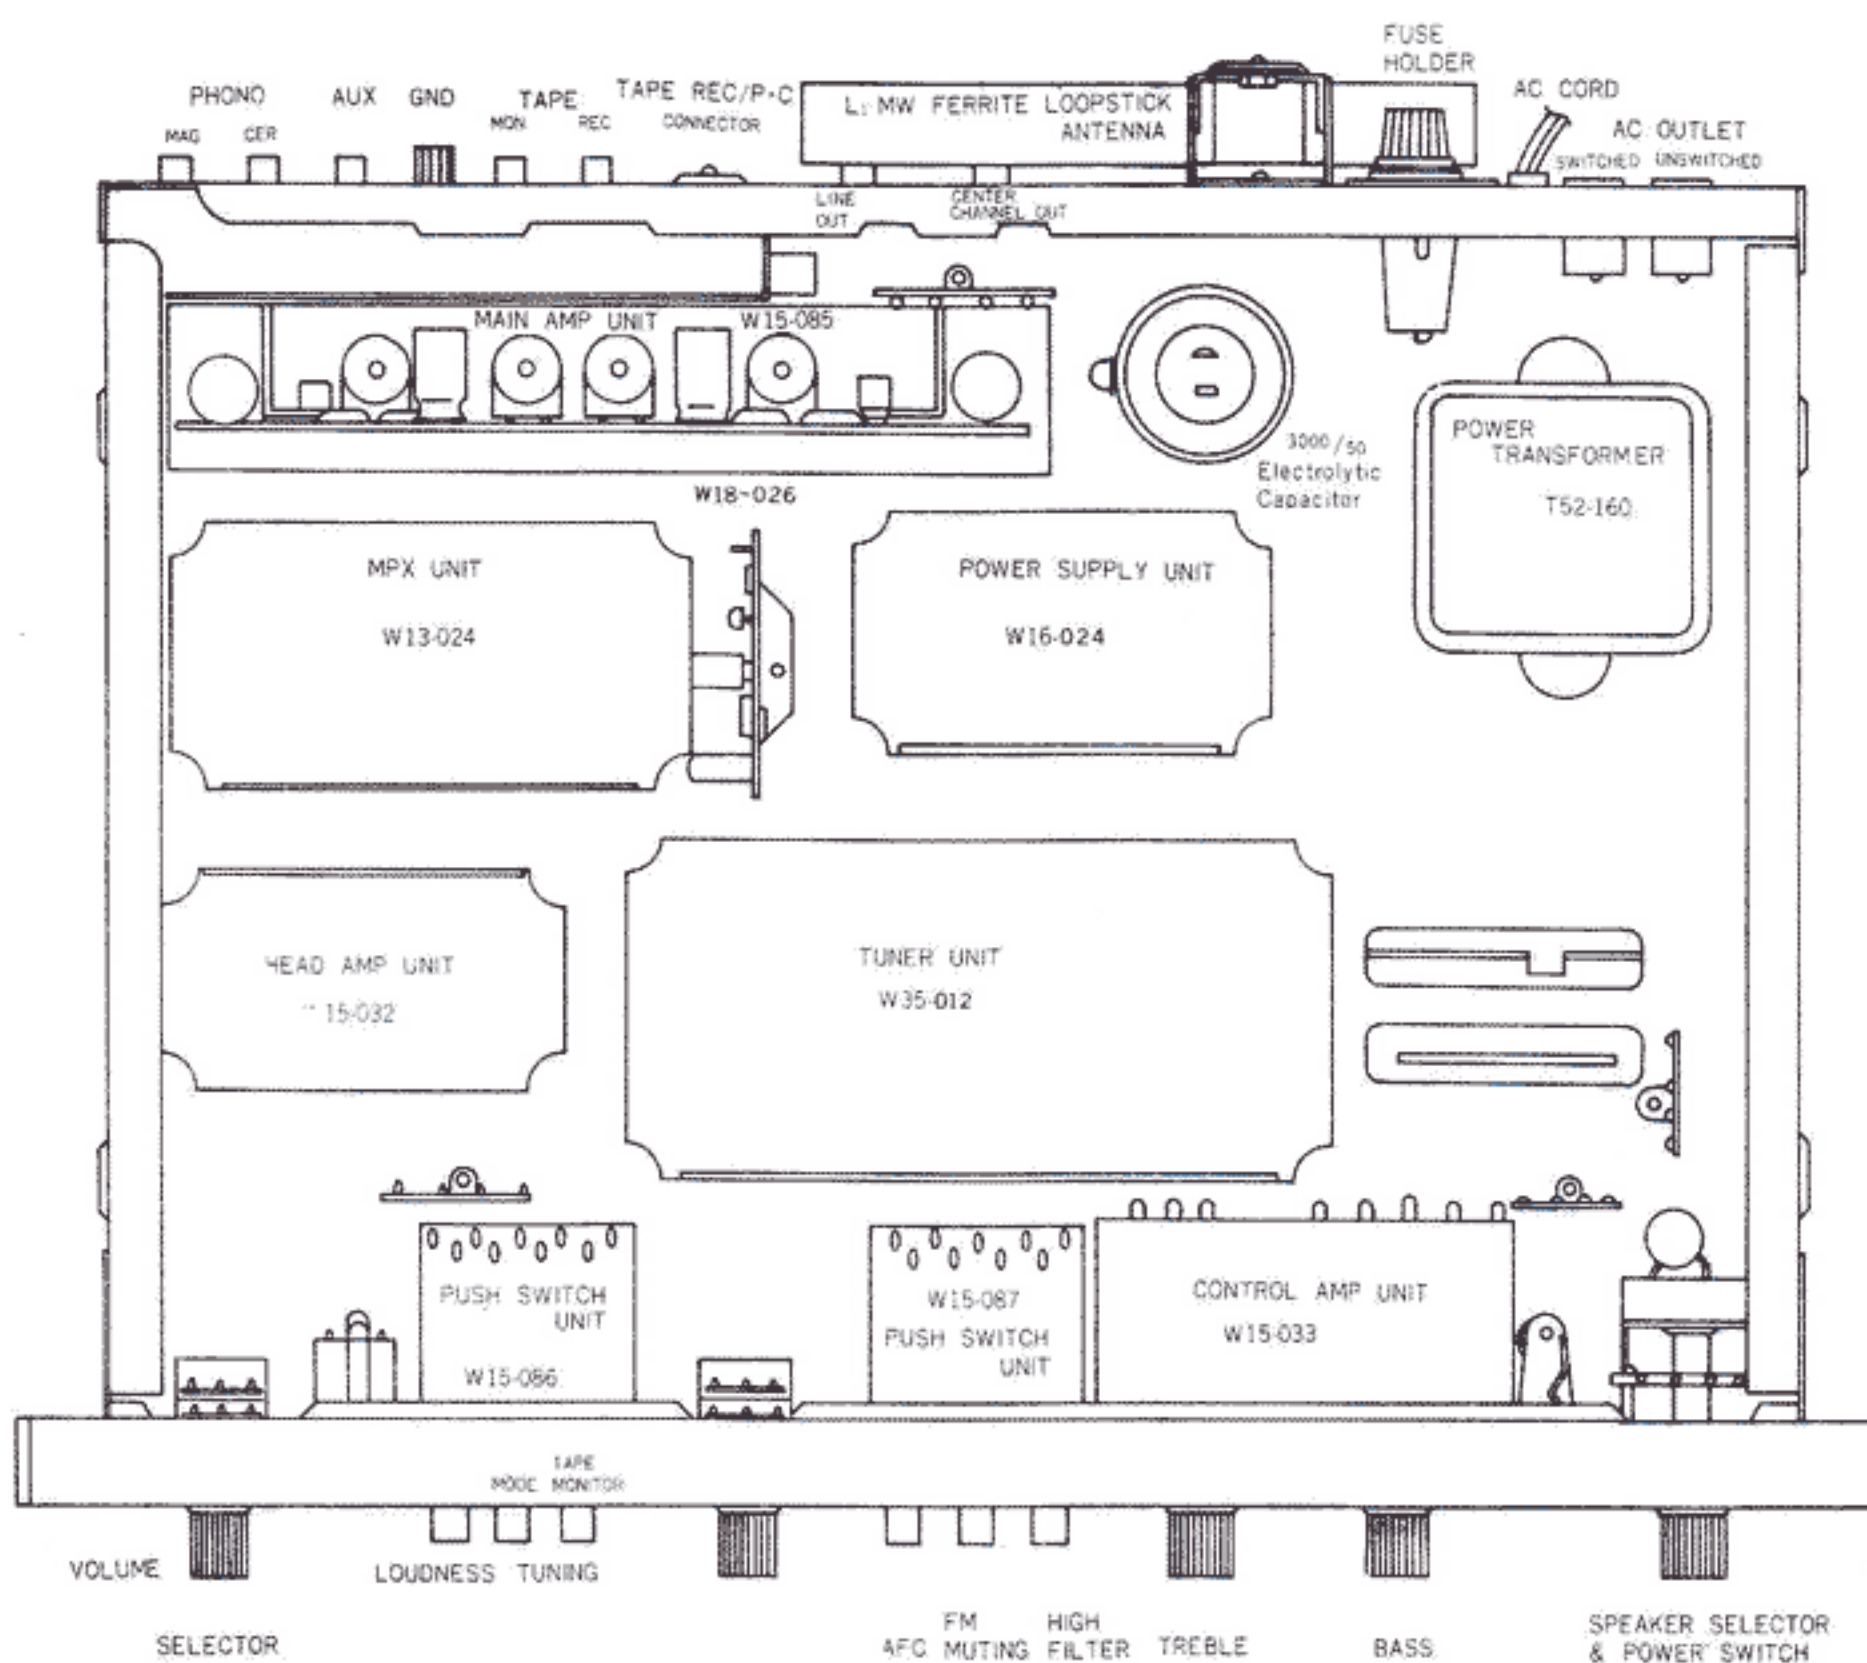 FUSE
HOLDER
PHONO
AUX
GND
TAPE
TAPE REC/P.C
CONNECTOR
MAG
CER
MON
REC
L1 MW FERRITE LOOPSTICK
ANTENNA
AC CORD
AC OUTLET
SWITCHED
UNSWITCHED
LINE
OUT
CENTER
CHANNEL OUT
MAIN AMP UNIT
W15-085
W18-026
3000/50
Electrolytic
Capacitor
POWER
TRANSFORMER
T52-160
MPX UNIT
W13-024
POWER SUPPLY UNIT
W16-024
HEAD AMP UNIT
15-032
TUNER UNIT
W35-012
PUSH SWITCH
UNIT
W15-086
W15-087
PUSH SWITCH
UNIT
CONTROL AMP UNIT
W15-033
TAPE
MODE MONITOR
VOLUME
LOUDNESS TUNING
SELECTOR
AFC
FM
MUTING
HIGH
FILTER
TREBLE
BASS
SPEAKER SELECTOR
& POWER SWITCH